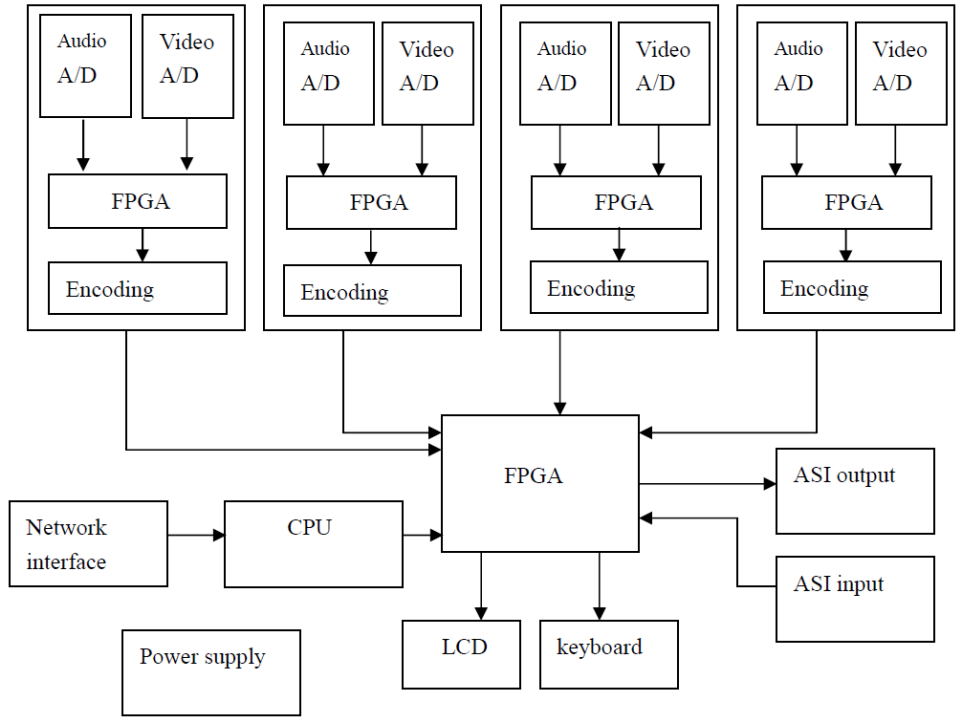 Audio
A/D
Video
A/D
FPGA
Encoding
Audio
A/D
Video
A/D
FPGA
Encoding
Audio
A/D
Video
A/D
FPGA
Encoding
Audio
A/D
Video
A/D
FPGA
Encoding
FPGA
ASI output
Network
interface
CPU
ASI input
LCD
keyboard
Power supply